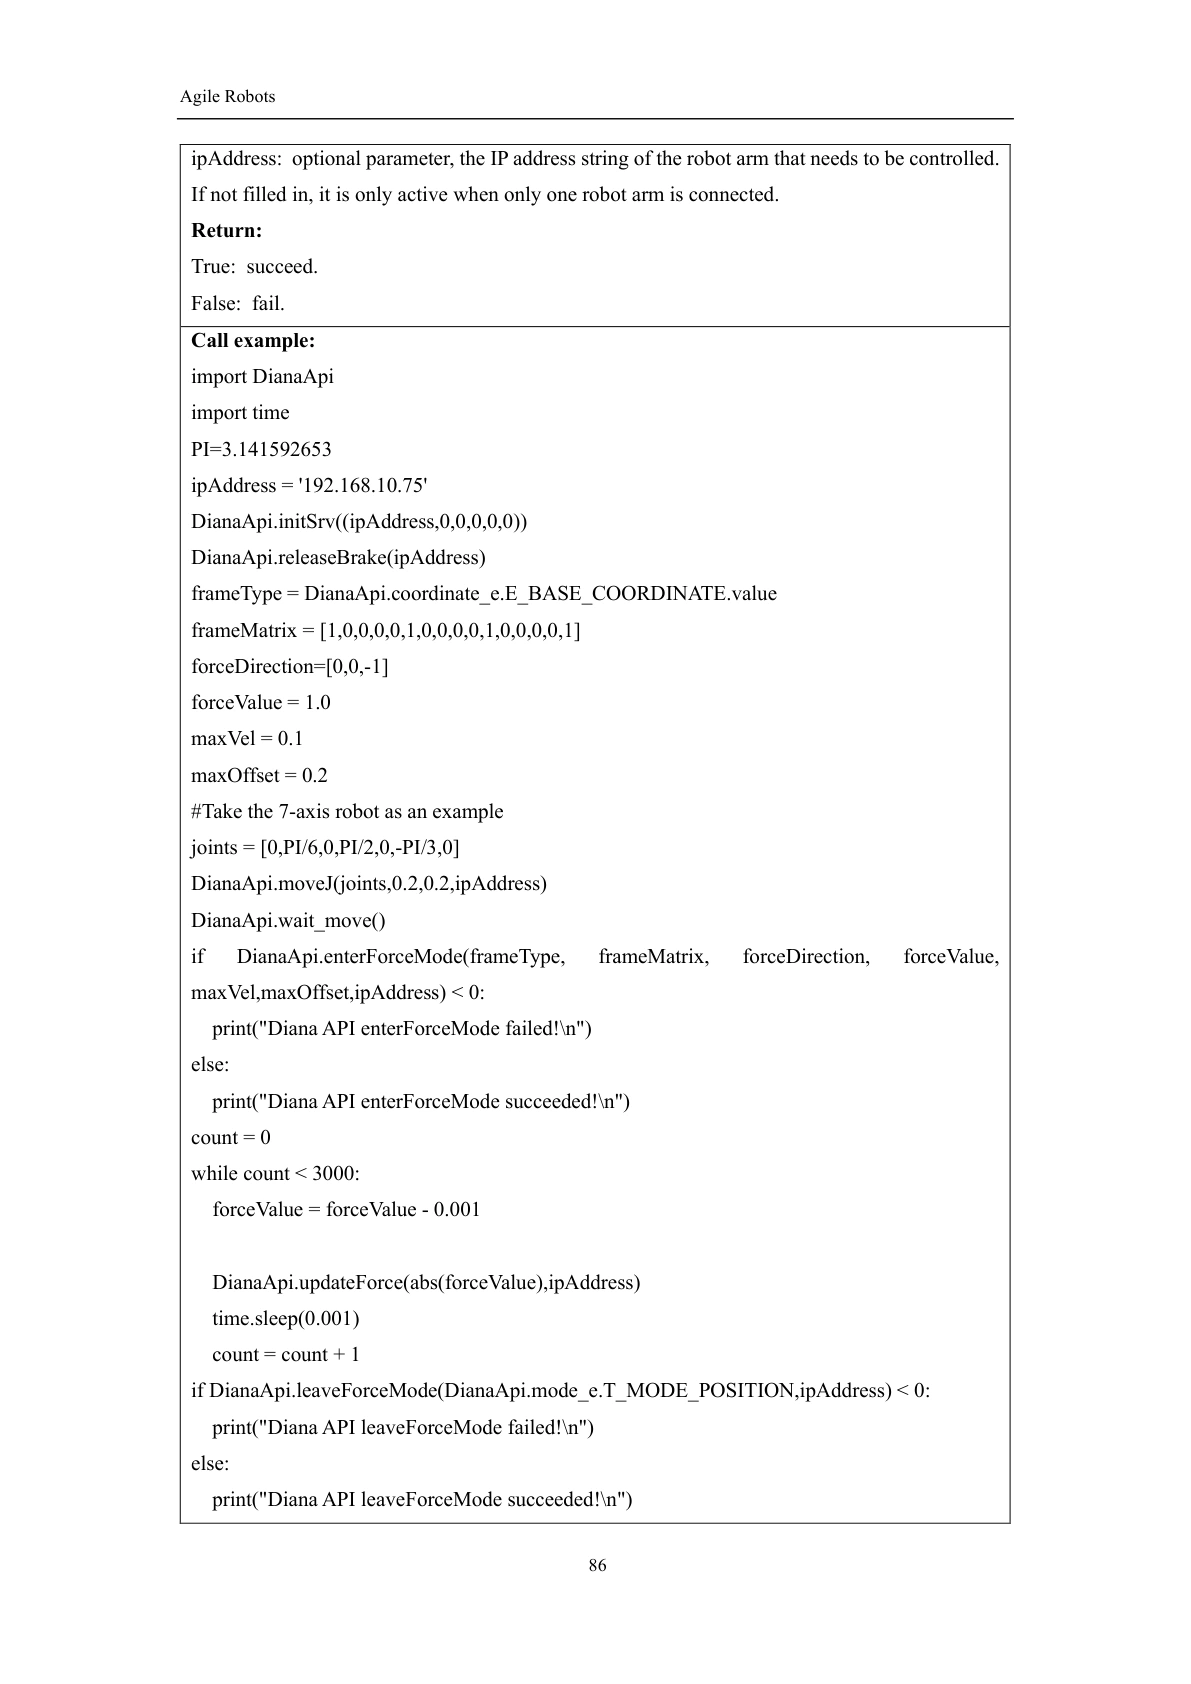 Agile Robots
ipAddress: optional parameter, the IP address string of the robot arm that needs to be controlled.
If not filled in, it is only active when only one robot arm is connected.
Return:
True: succeed.
False: fail.
Call example:
import DianaApi
import time
PI=3.141592653
ipAddress = '192.168.10.75'
DianaApi.initSrv((ipAddress,0,0,0,0,0))
DianaApi.releaseBrake(ipAddress)
frameType = DianaApi.coordinate_e.E_BASE_COORDINATE.value
frameMatrix = [1,0,0,0,0,1,0,0,0,0,1,0,0,0,0,1]
forceDirection=[0,0,-1]
forceValue = 1.0
maxVel = 0.1
maxOffset = 0.2
#Take the 7-axis robot as an example
joints = [0,PI/6,0,PI/2,0,-PI/3,0]
DianaApi.moveJ(joints,0.2,0.2,ipAddress)
DianaApi.wait_move()
if DianaApi.enterForceMode(frameType, frameMatrix, forceDirection, forceValue,
maxVel,maxOffset,ipAddress) < 0:
    print("Diana API enterForceMode failed!\n")
else:
    print("Diana API enterForceMode succeeded!\n")
count = 0
while count < 3000:
    forceValue = forceValue - 0.001
    DianaApi.updateForce(abs(forceValue),ipAddress)
    time.sleep(0.001)
    count = count + 1
if DianaApi.leaveForceMode(DianaApi.mode_e.T_MODE_POSITION,ipAddress) < 0:
    print("Diana API leaveForceMode failed!\n")
else:
    print("Diana API leaveForceMode succeeded!\n")
86